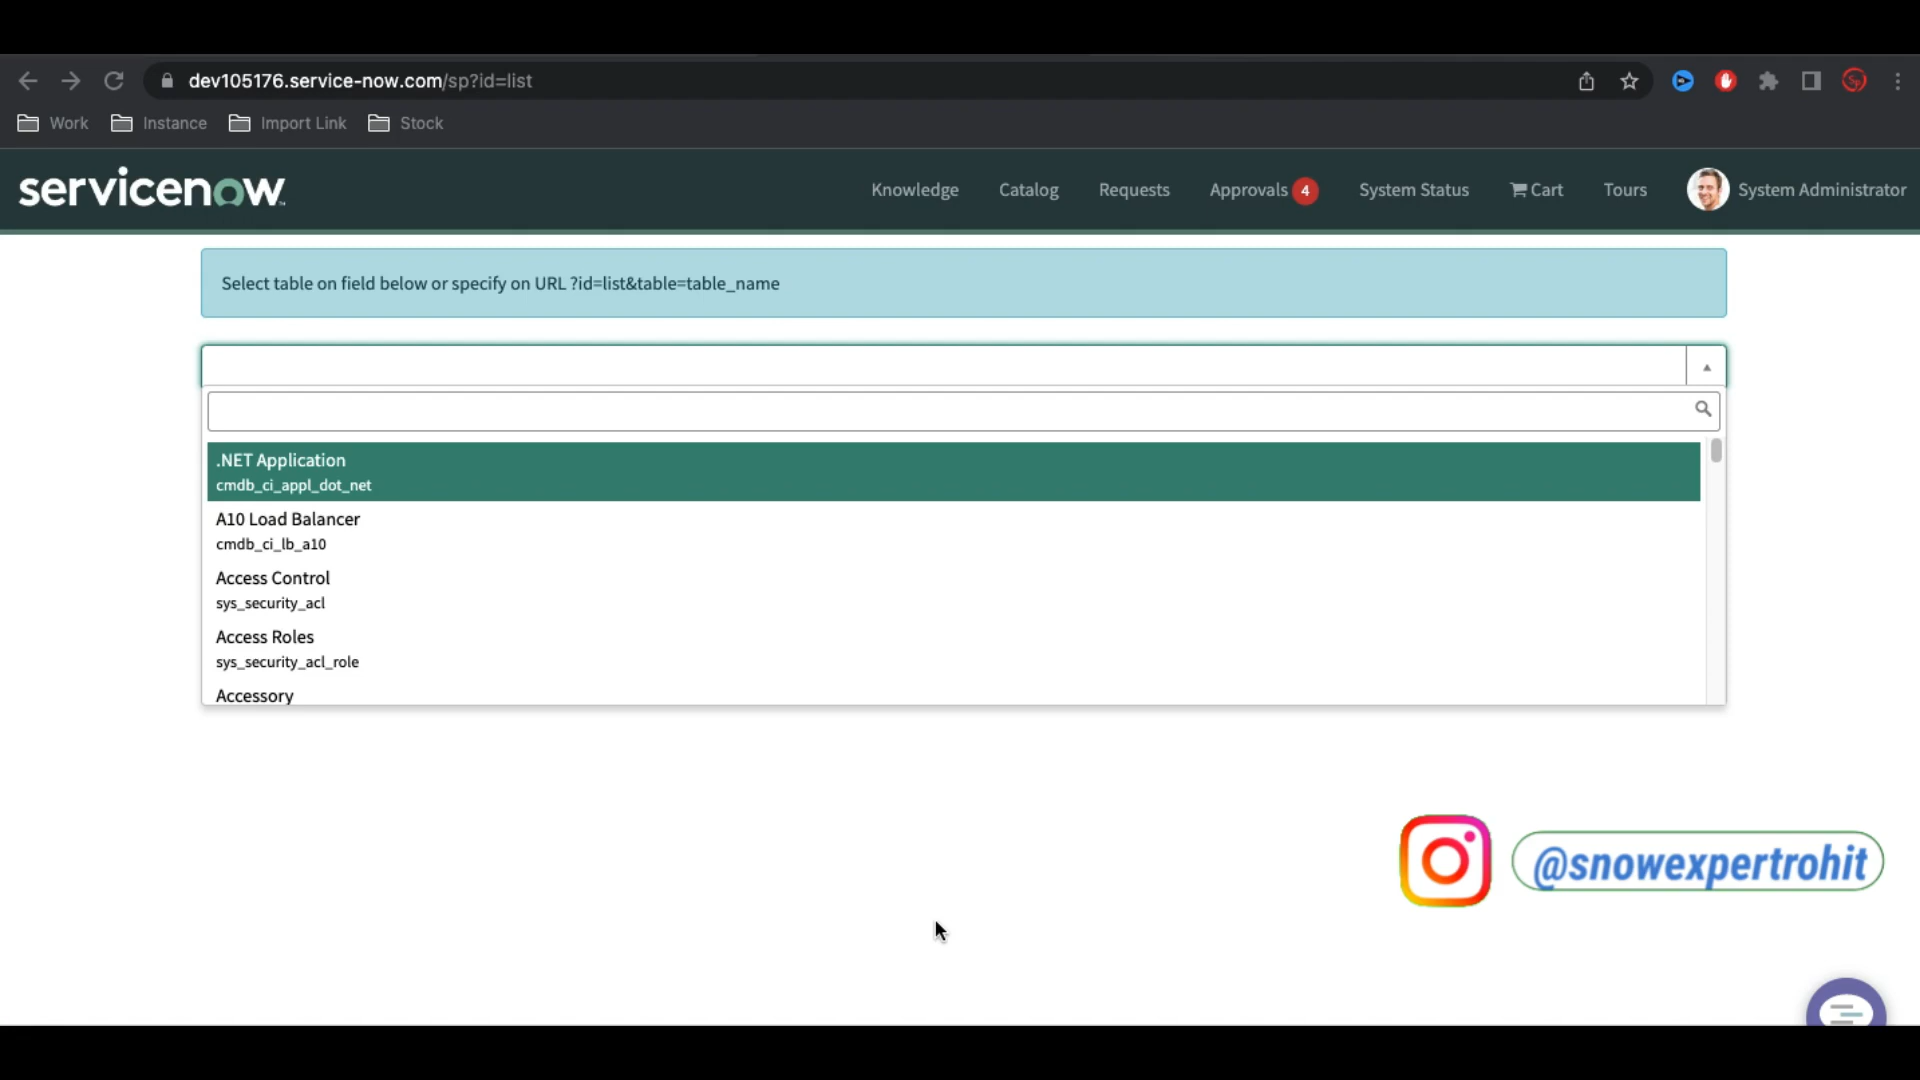 dev105176.service-now.com/sp?id=list
Work Instance Import Link Stock
servicenow
Knowledge Catalog Requests Approvals 4 System Status Cart Tours System Administrator
Select table on field below or specify on URL ?id=list&table=table_name
.NET Application
cmdb_ci_appl_dot_net
A10 Load Balancer
cmdb_ci_lb_a10
Access Control
sys_security_acl
Access Roles
sys_security_acl_role
Accessory
@snowexpertrohit